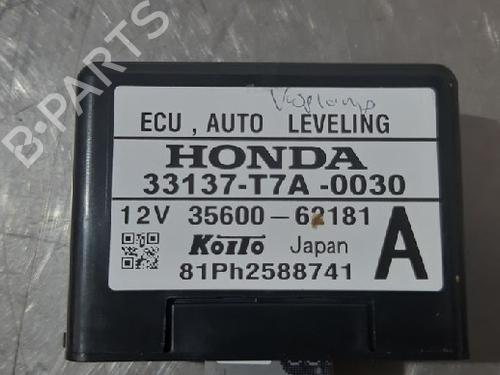 ECU , AUTO LEVELING
HONDA
33137-T7A -0030
12V 35600 - 62181
KOITO Japan A
81Ph2588741
B-PARTS